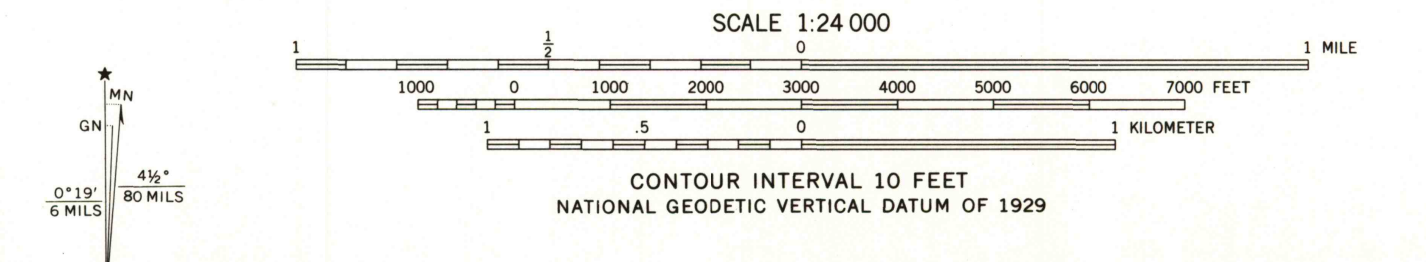 SCALE 1:24 000
1 1/2 0 1 MILE
1000 0 1000 2000 3000 4000 5000 6000 7000 FEET
1 .5 0 1 KILOMETER
CONTOUR INTERVAL 10 FEET
NATIONAL GEODETIC VERTICAL DATUM OF 1929
★
MN
GN
4½°
80 MILS
0°19′
6 MILS